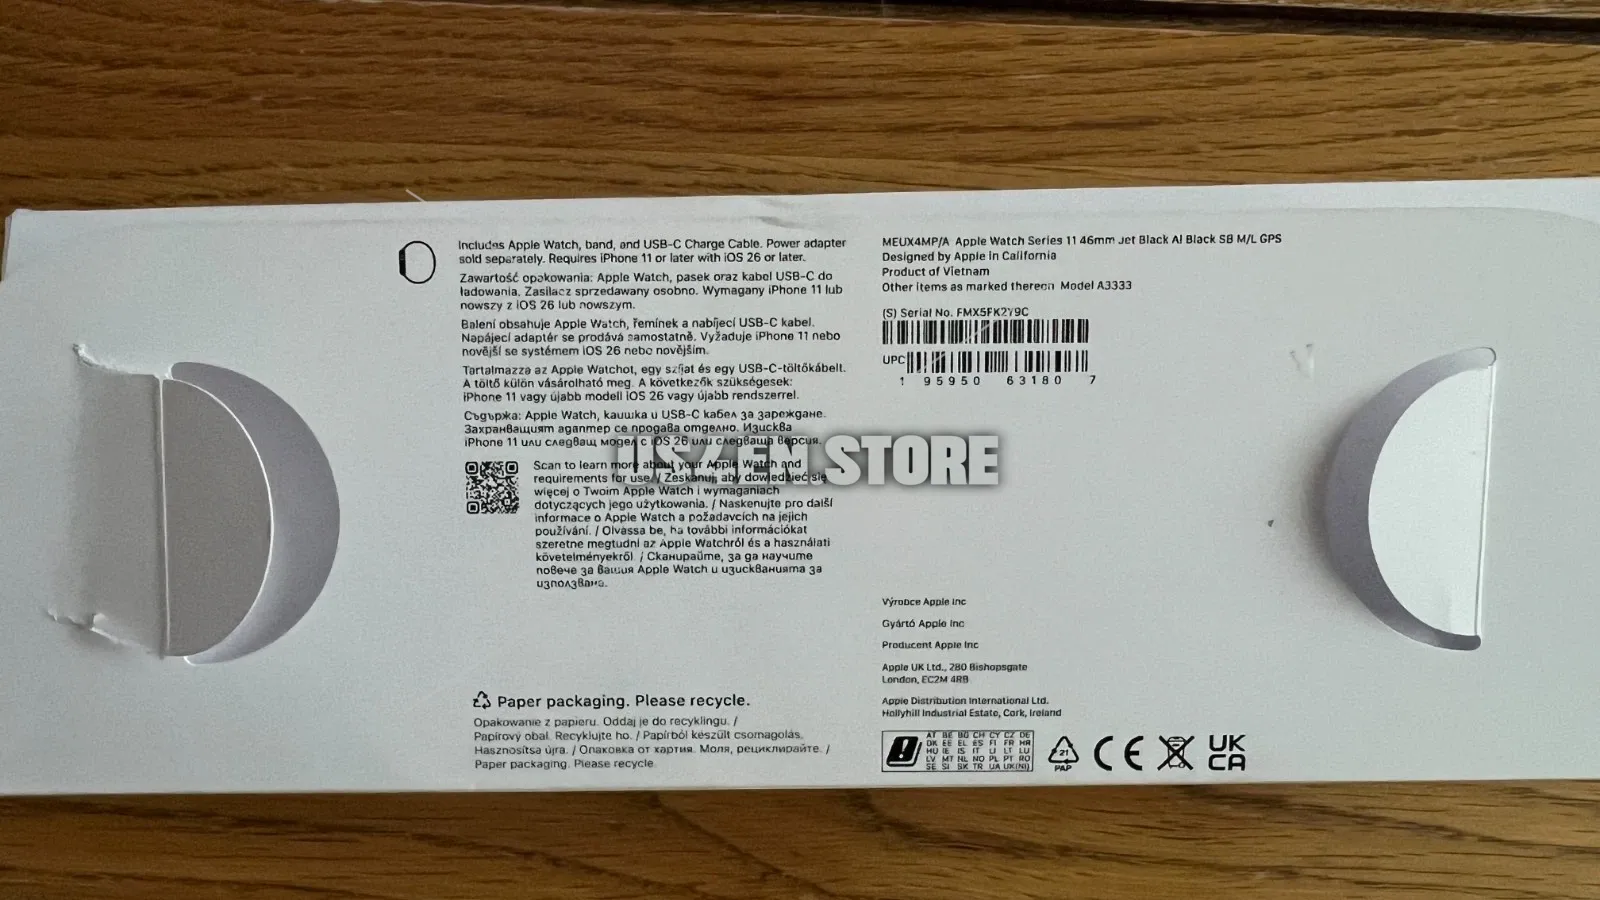 Includes Apple Watch, band, and USB-C Charge Cable. Power adapter
sold separately. Requires iPhone 11 or later with iOS 26 or later.
Zawartość opakowania: Apple Watch, pasek oraz kabel USB-C do
ładowania. Zasilacz sprzedawany osobno. Wymagany iPhone 11 lub
nowszy z iOS 26 lub nowszym.
Balení obsahuje Apple Watch, řemínek a nabíjecí USB-C kabel.
Napájecí adaptér se prodává samostatně. Vyžaduje iPhone 11 nebo
novější se systémem iOS 26 nebo novějším.
Tartalmazza az Apple Watchot, egy szíjat és egy USB-C-töltőkábelt.
A töltő külön vásárolható meg. A következők szükségesek:
iPhone 11 vagy újabb modell iOS 26 vagy újabb rendszerrel.
Съдържа: Apple Watch, каишка и USB-C кабел за зареждане.
Захранващият адаптер се продава отделно. Изисква
iPhone 11 или следващ модел с iOS 26 или следваща версия.
Scan to learn more about your Apple Watch and
requirements for use. / Zeskanuj, aby dowiedzieć się
więcej o Twoim Apple Watch i wymaganiach
dotyczących jego użytkowania. / Naskenujte pro další
informace o Apple Watch a požadavcích na jejich
používání. / Olvassa be, ha további információkat
szeretne megtudni az Apple Watchról és a használati
követelményekről / Сканирайте, за да научите
повече за вашия Apple Watch и изискванията за
използване.
Paper packaging. Please recycle.
Opakowanie z papieru. Oddaj je do recyklingu. /
Papírový obal. Recyklujte ho. / Papírból készült csomagolás.
Hasznosítsa újra. / Опаковка от хартия. Моля, рециклирайте. /
Paper packaging. Please recycle
MEUX4MP/A Apple Watch Series 11 46mm Jet Black Al Black SB M/L GPS
Designed by Apple in California
Product of Vietnam
Other items as marked thereon Model A3333
(S) Serial No.
UPC
1 95950 63180 7
Výrobce Apple Inc
Gyártó Apple Inc
Producent Apple Inc
Apple UK Ltd., 280 Bishopsgate
London, EC2M 4RB
Apple Distribution International Ltd.
Hollyhill Industrial Estate, Cork, Ireland
AT BE BG CH CY CZ DE
DK EE EL ES FI FR HR
HU IE IS IT LI LT LU
LV MT NL NO PL PT RO
SE SI SK TR UA UK(NI)
21
PAP
CE
UK
CA
.STORE